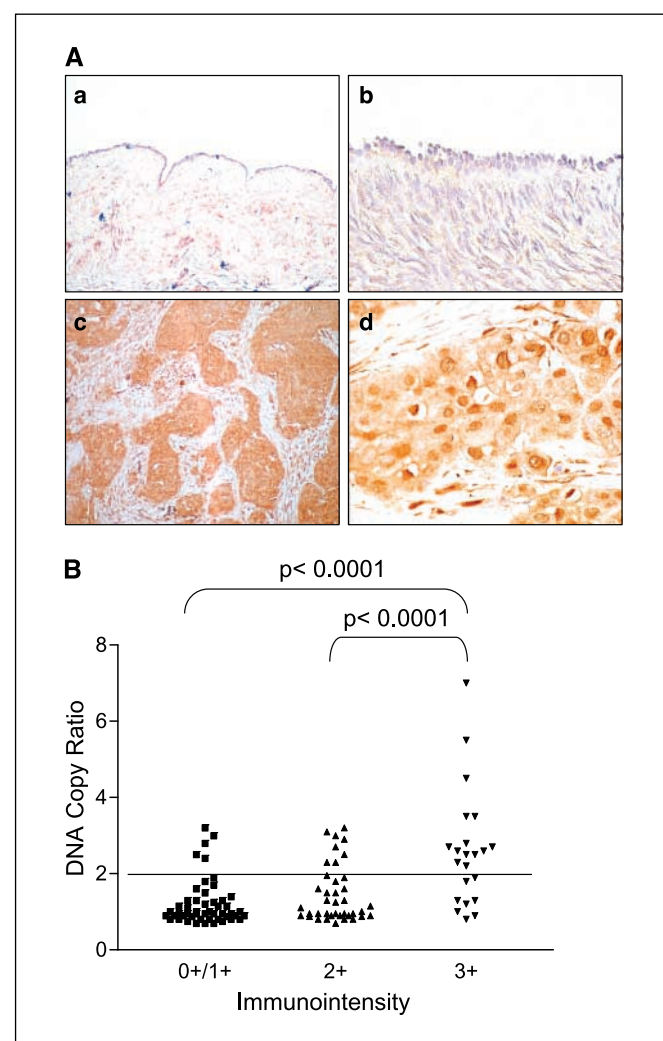 A
a
b
c
d
B
p< 0.0001
p< 0.0001
8
6
4
2
0
DNA Copy Ratio
0+/1+ 2+ 3+
Immunointensity